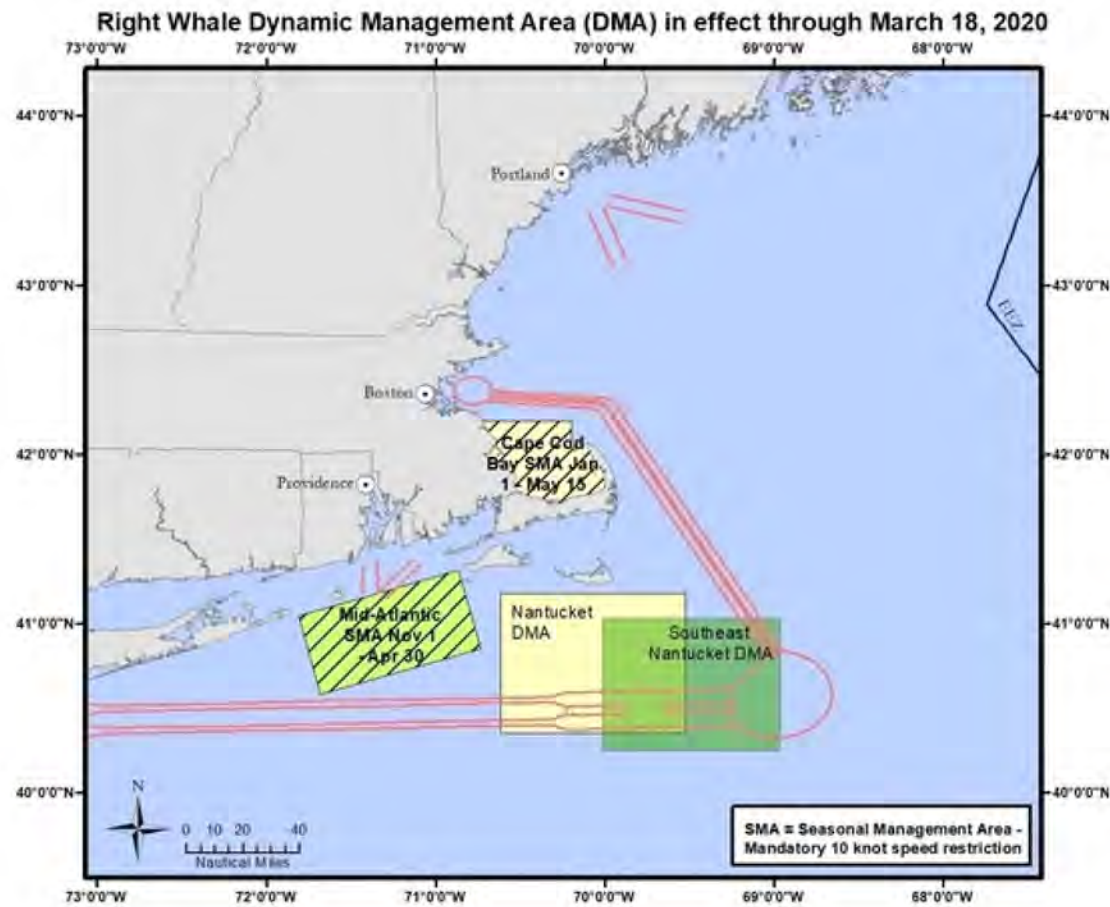 Right Whale Dynamic Management Area (DMA) in effect through March 18, 2020
73°0'0"W 72°0'0"W 71°0'0"W 70°0'0"W 69°0'0"W 68°0'0"W
44°0'0"N 44°0'0"N
Portland
43°0'0"N 43°0'0"N
EEZ
Boston
42°0'0"N 42°0'0"N
Cape Cod
Bay SMA Jan.
1 - May 15
Providence
41°0'0"N 41°0'0"N
Mid-Atlantic
SMA Nov 1
-Apr 30
Nantucket
DMA
Southeast
Nantucket DMA
40°0'0"N 40°0'0"N
N
0 10 20 40
Nautical Miles
SMA = Seasonal Management Area -
Mandatory 10 knot speed restriction
73°0'0"W 72°0'0"W 71°0'0"W 70°0'0"W 69°0'0"W 68°0'0"W